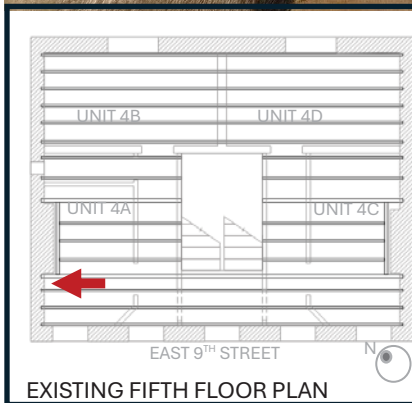 UNIT 4B UNIT 4D
UNIT 4A UNIT 4C
EAST 9TH STREET
N
EXISTING FIFTH FLOOR PLAN